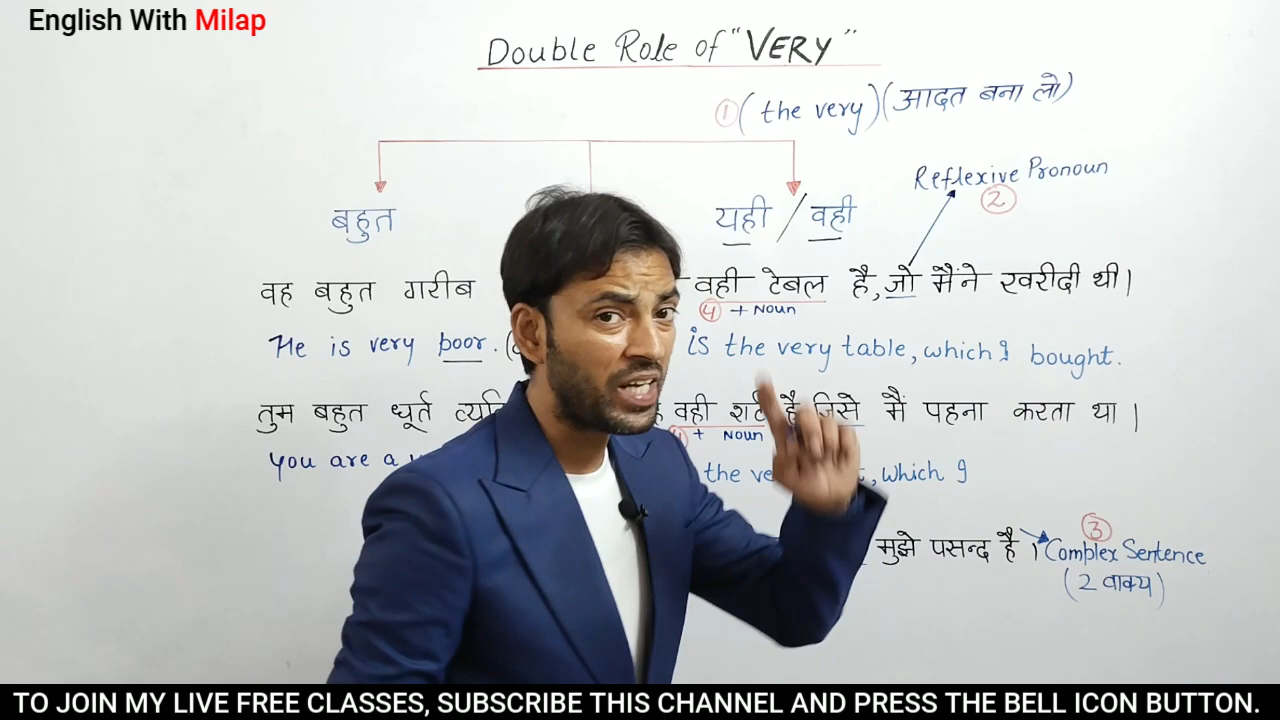 English With Milap
Double Role of "VERY"
① (the very) (आदत बना लो)
Reflexive Pronoun
②
बहुत
यही / वही
वह बहुत गरीब
वही टेबल है, जो मैंने खरीदी थी।
④ + Noun
He is very poor. (
is the very table, which I bought.
तुम बहुत धूर्त
वही शर्ट है जिसे मैं पहना करता था।
+ Noun
You are a
the
, which I
③
मुझे पसन्द है। Complex Sentence
(2 वाक्य)
TO JOIN MY LIVE FREE CLASSES, SUBSCRIBE THIS CHANNEL AND PRESS THE BELL ICON BUTTON.